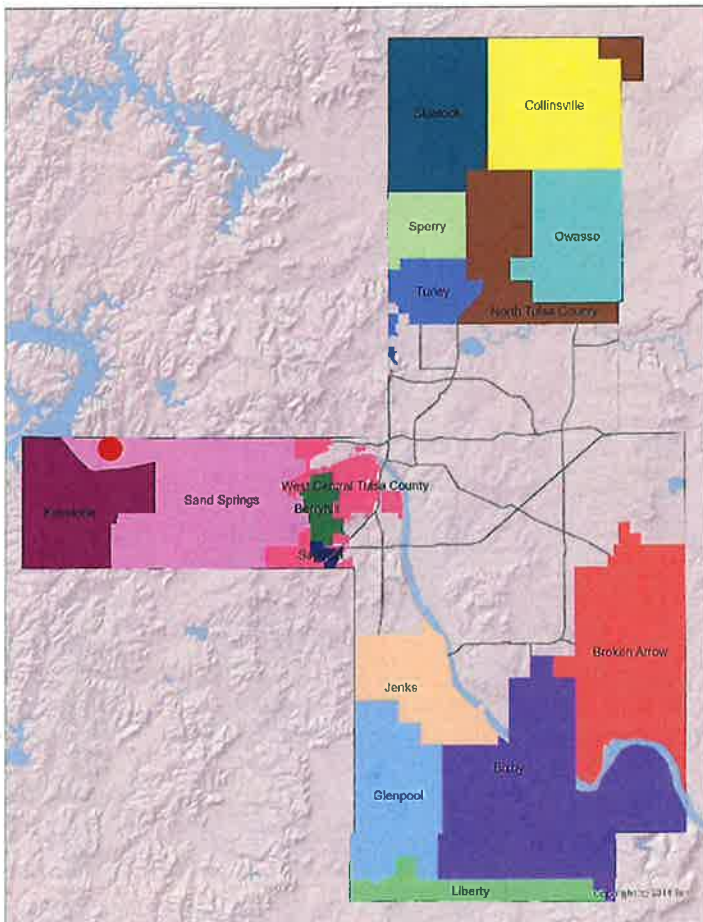 Skiatook
Collinsville
Sperry
Owasso
Turley
North Tulsa County
West Central Tulsa County
Sand Springs
Keystone
Berryhill
Broken Arrow
Jenks
Bixby
Glenpool
Liberty